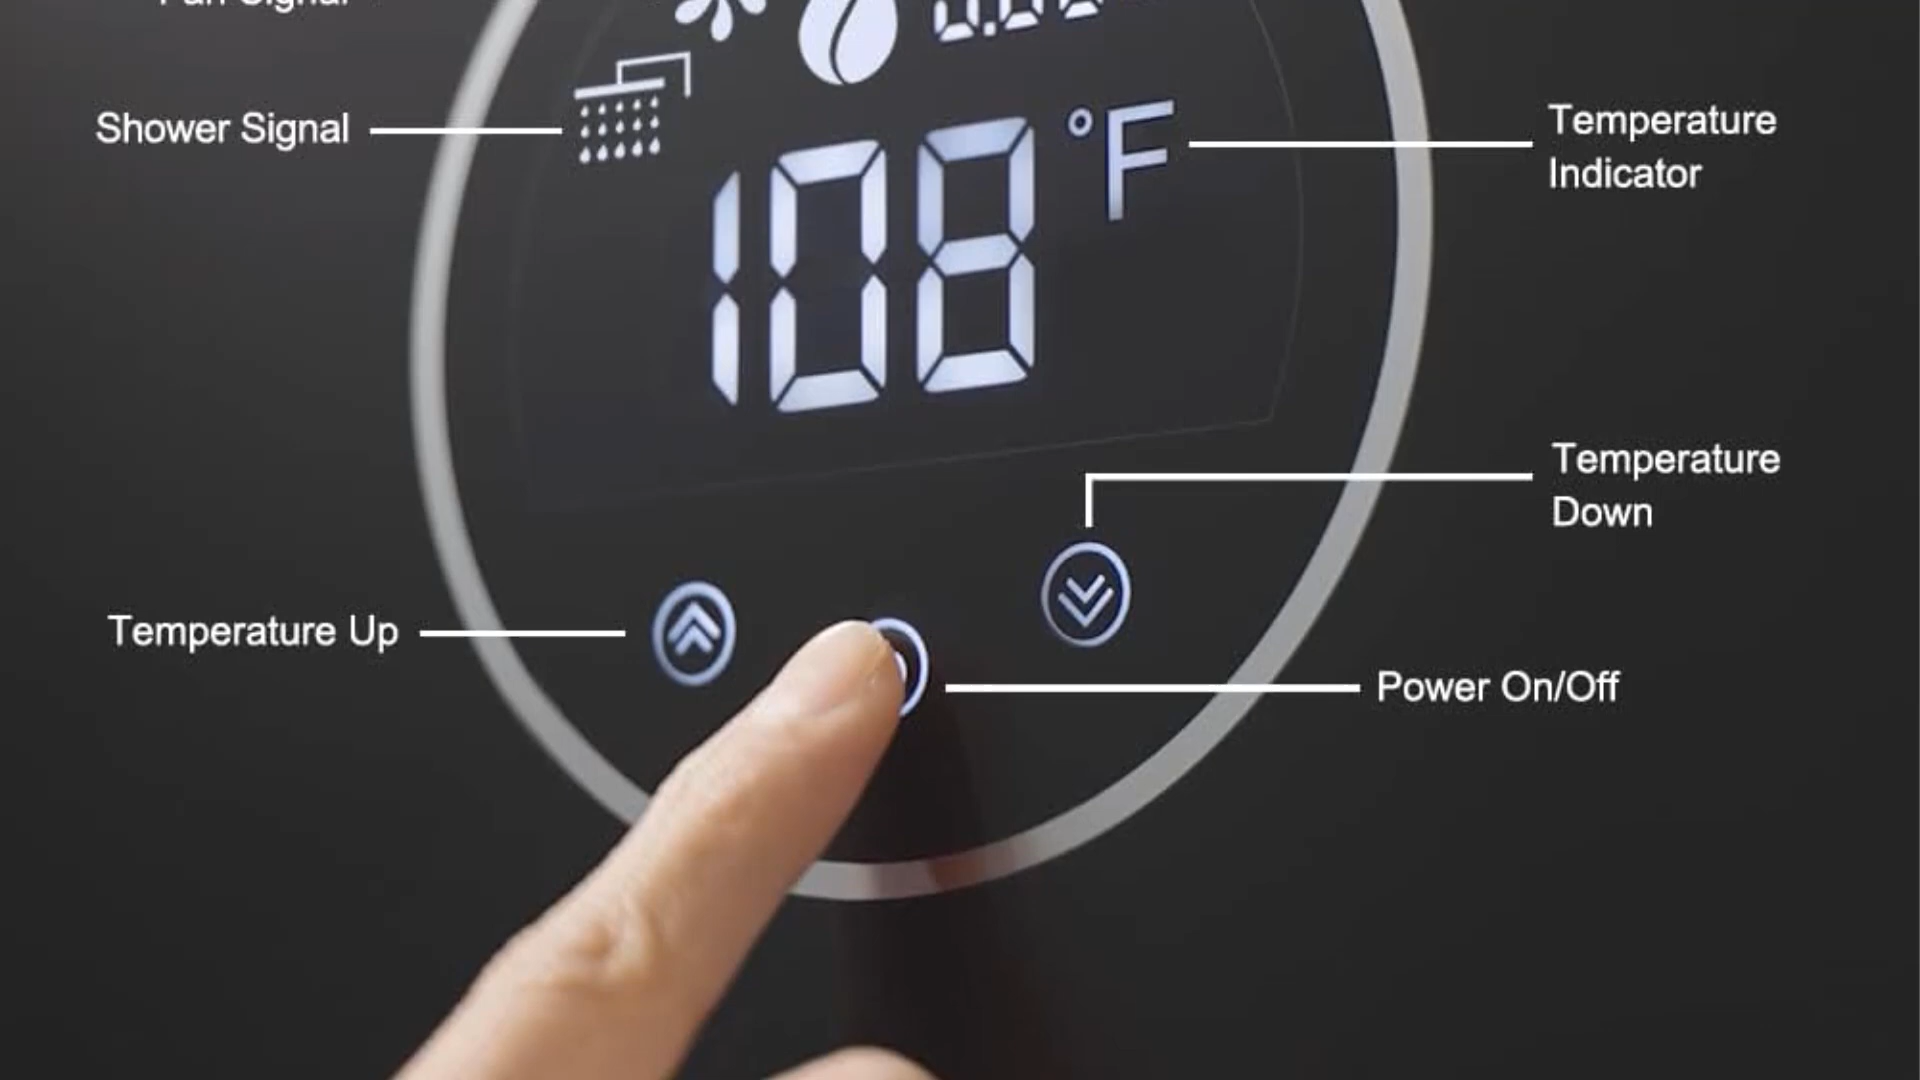 Shower Signal
°F
Temperature
Indicator
108
Temperature
Down
Temperature Up
Power On/Off